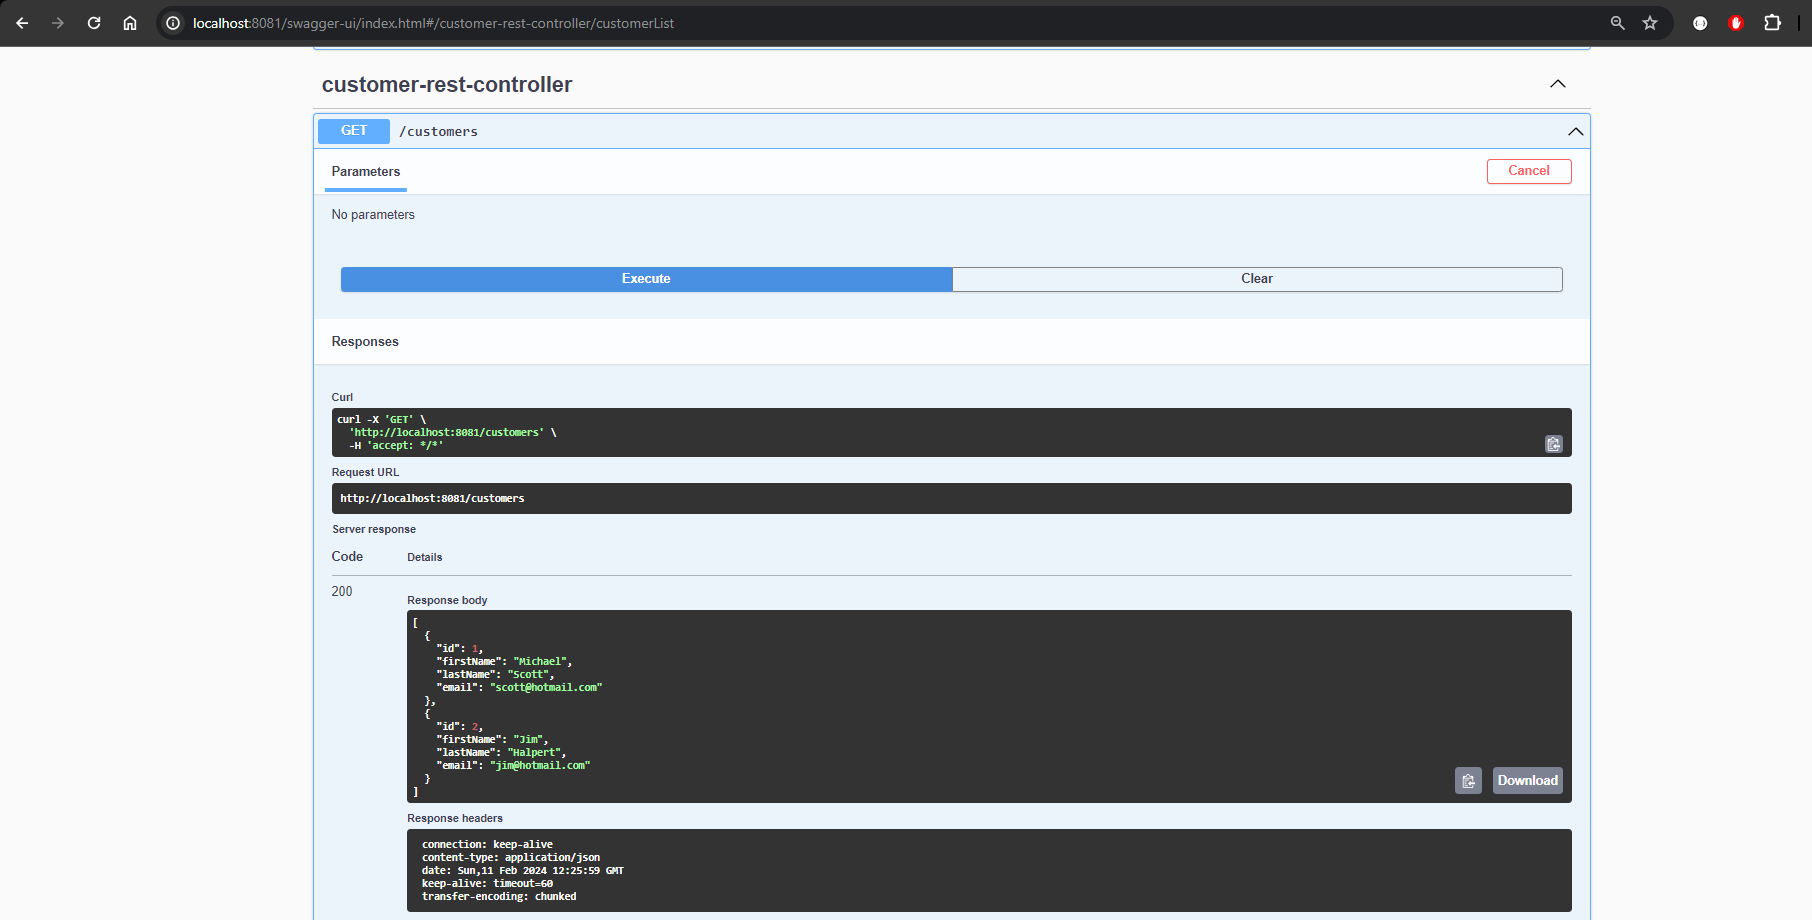 localhost:8081/swagger-ui/index.html#/customer-rest-controller/customerList
customer-rest-controller
GET /customers
Parameters
Cancel
No parameters
Execute
Clear
Responses
Curl
curl -X 'GET' \
'http://localhost:8081/customers' \
-H 'accept: */*'
Request URL
http://localhost:8081/customers
Server response
Code Details
200
Response body
[
{
"id": 1,
"firstName": "Michael",
"lastName": "Scott",
"email": "scott@hotmail.com"
},
{
"id": 2,
"firstName": "Jim",
"lastName": "Halpert",
"email": "jim@hotmail.com"
}
]
Download
Response headers
connection: keep-alive
content-type: application/json
date: Sun,11 Feb 2024 12:25:59 GMT
keep-alive: timeout=60
transfer-encoding: chunked